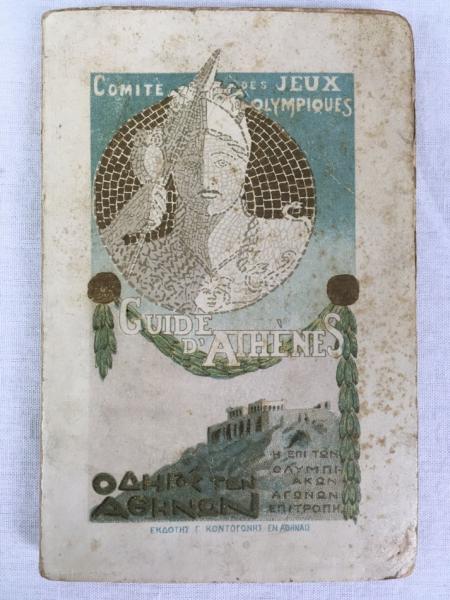 COMITÉ DES JEUX
OLYMPIQUES
GUIDE
D'ATHÈNES
Η ΕΠΙ ΤΩΝ
ΟΛΥΜΠΙ
ΑΚΩΝ
ΑΓΩΝΩΝ
ΕΠΙΤΡΟΠΗ
ΟΔΗΓΟΣ ΤΩΝ
ΑΘΗΝΩΝ
ΕΚΔΟΤΗΣ Γ. ΚΟΝΤΟΓΟΝΗΣ ΕΝ ΑΘΗΝΑΙΣ